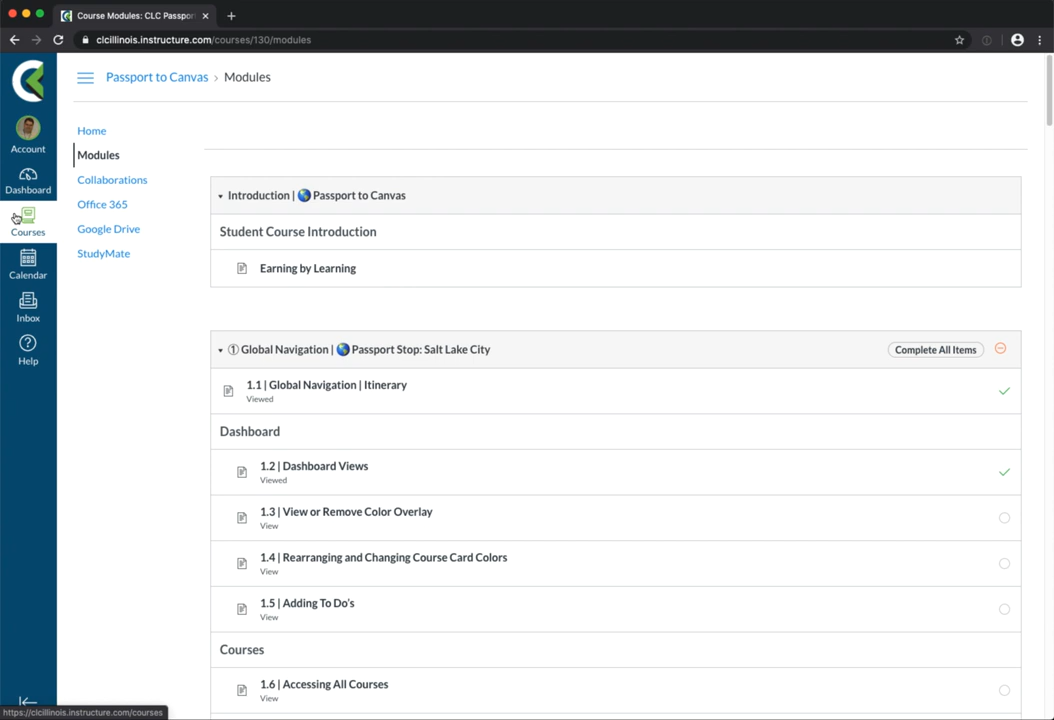 Course Modules: CLC Passpor
clcillinois.instructure.com/courses/130/modules
Passport to Canvas › Modules
Account
Dashboard
Courses
Calendar
Inbox
Help
Home
Modules
Collaborations
Office 365
Google Drive
StudyMate
Introduction | Passport to Canvas
Student Course Introduction
Earning by Learning
① Global Navigation | Passport Stop: Salt Lake City
Complete All Items
1.1 | Global Navigation | Itinerary
Viewed
Dashboard
1.2 | Dashboard Views
Viewed
1.3 | View or Remove Color Overlay
View
1.4 | Rearranging and Changing Course Card Colors
View
1.5 | Adding To Do's
View
Courses
1.6 | Accessing All Courses
View
https://clcillinois.instructure.com/courses